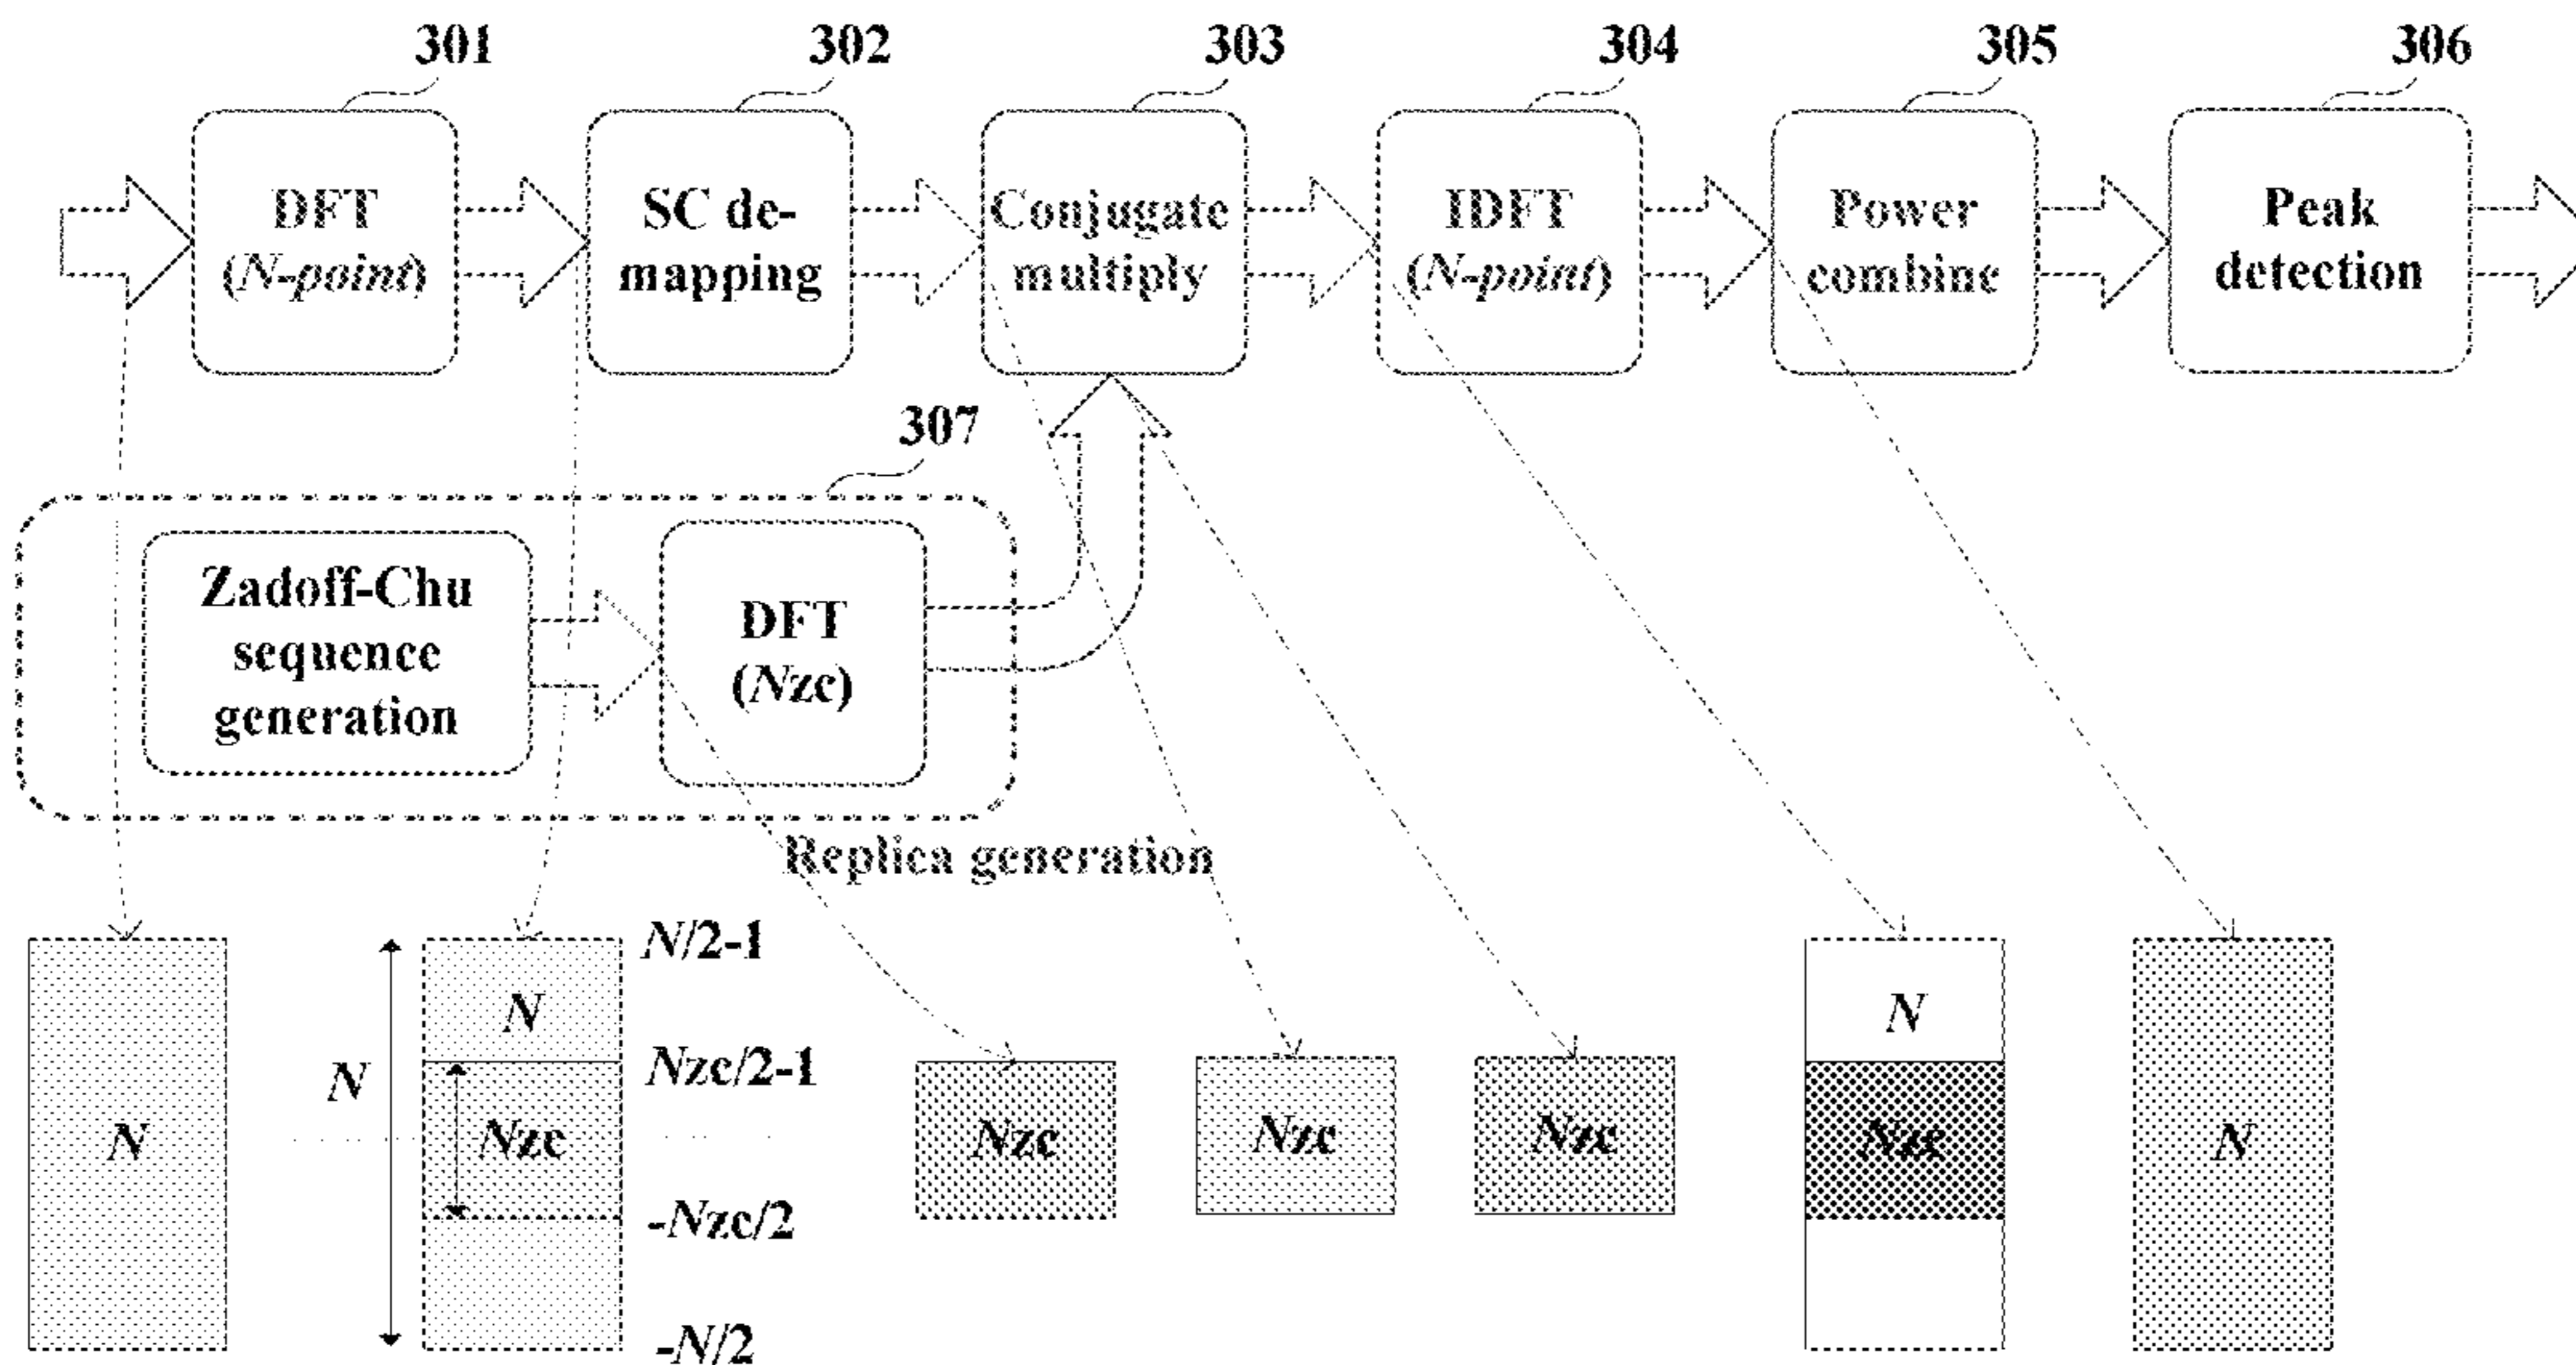 301
302
303
304
305
306
DFT
(N-point)
SC de-
mapping
Conjugate
multiply
IDFT
(N-point)
Power
combine
Peak
detection
307
Zadoff-Chu
sequence
generation
DFT
(Nzc)
Replica generation
N
N
N/2-1
N
Nzc/2-1
Nzc
-Nzc/2
-N/2
Nzc
Nzc
Nzc
N
Nzc
N